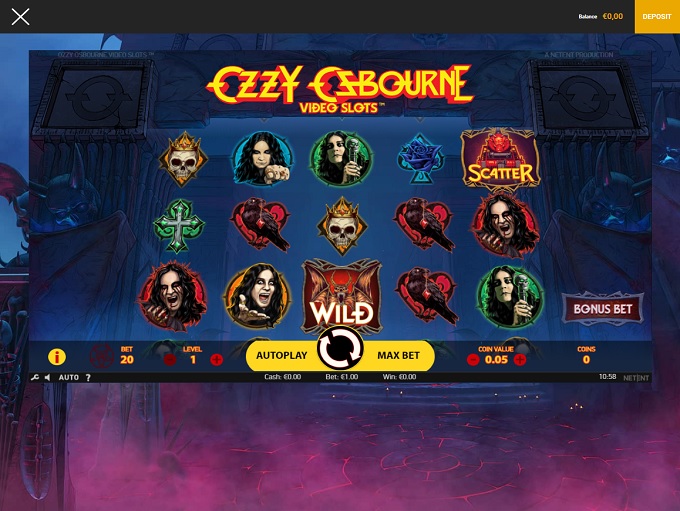 Balance €0,00 DEPOSIT
OZZY OSBOURNE VIDEO SLOTS™ A NETENT PRODUCTION
OZZY OSBOURNE
VIDEO SLOTS™
SCATTER
WILD
BONUS BET
BET LEVEL COIN VALUE COINS
20 1 AUTOPLAY MAX BET 0.05 0
AUTO ? Cash: €0.00 Bet: €1.00 Win: €0.00 10:58 NETENT